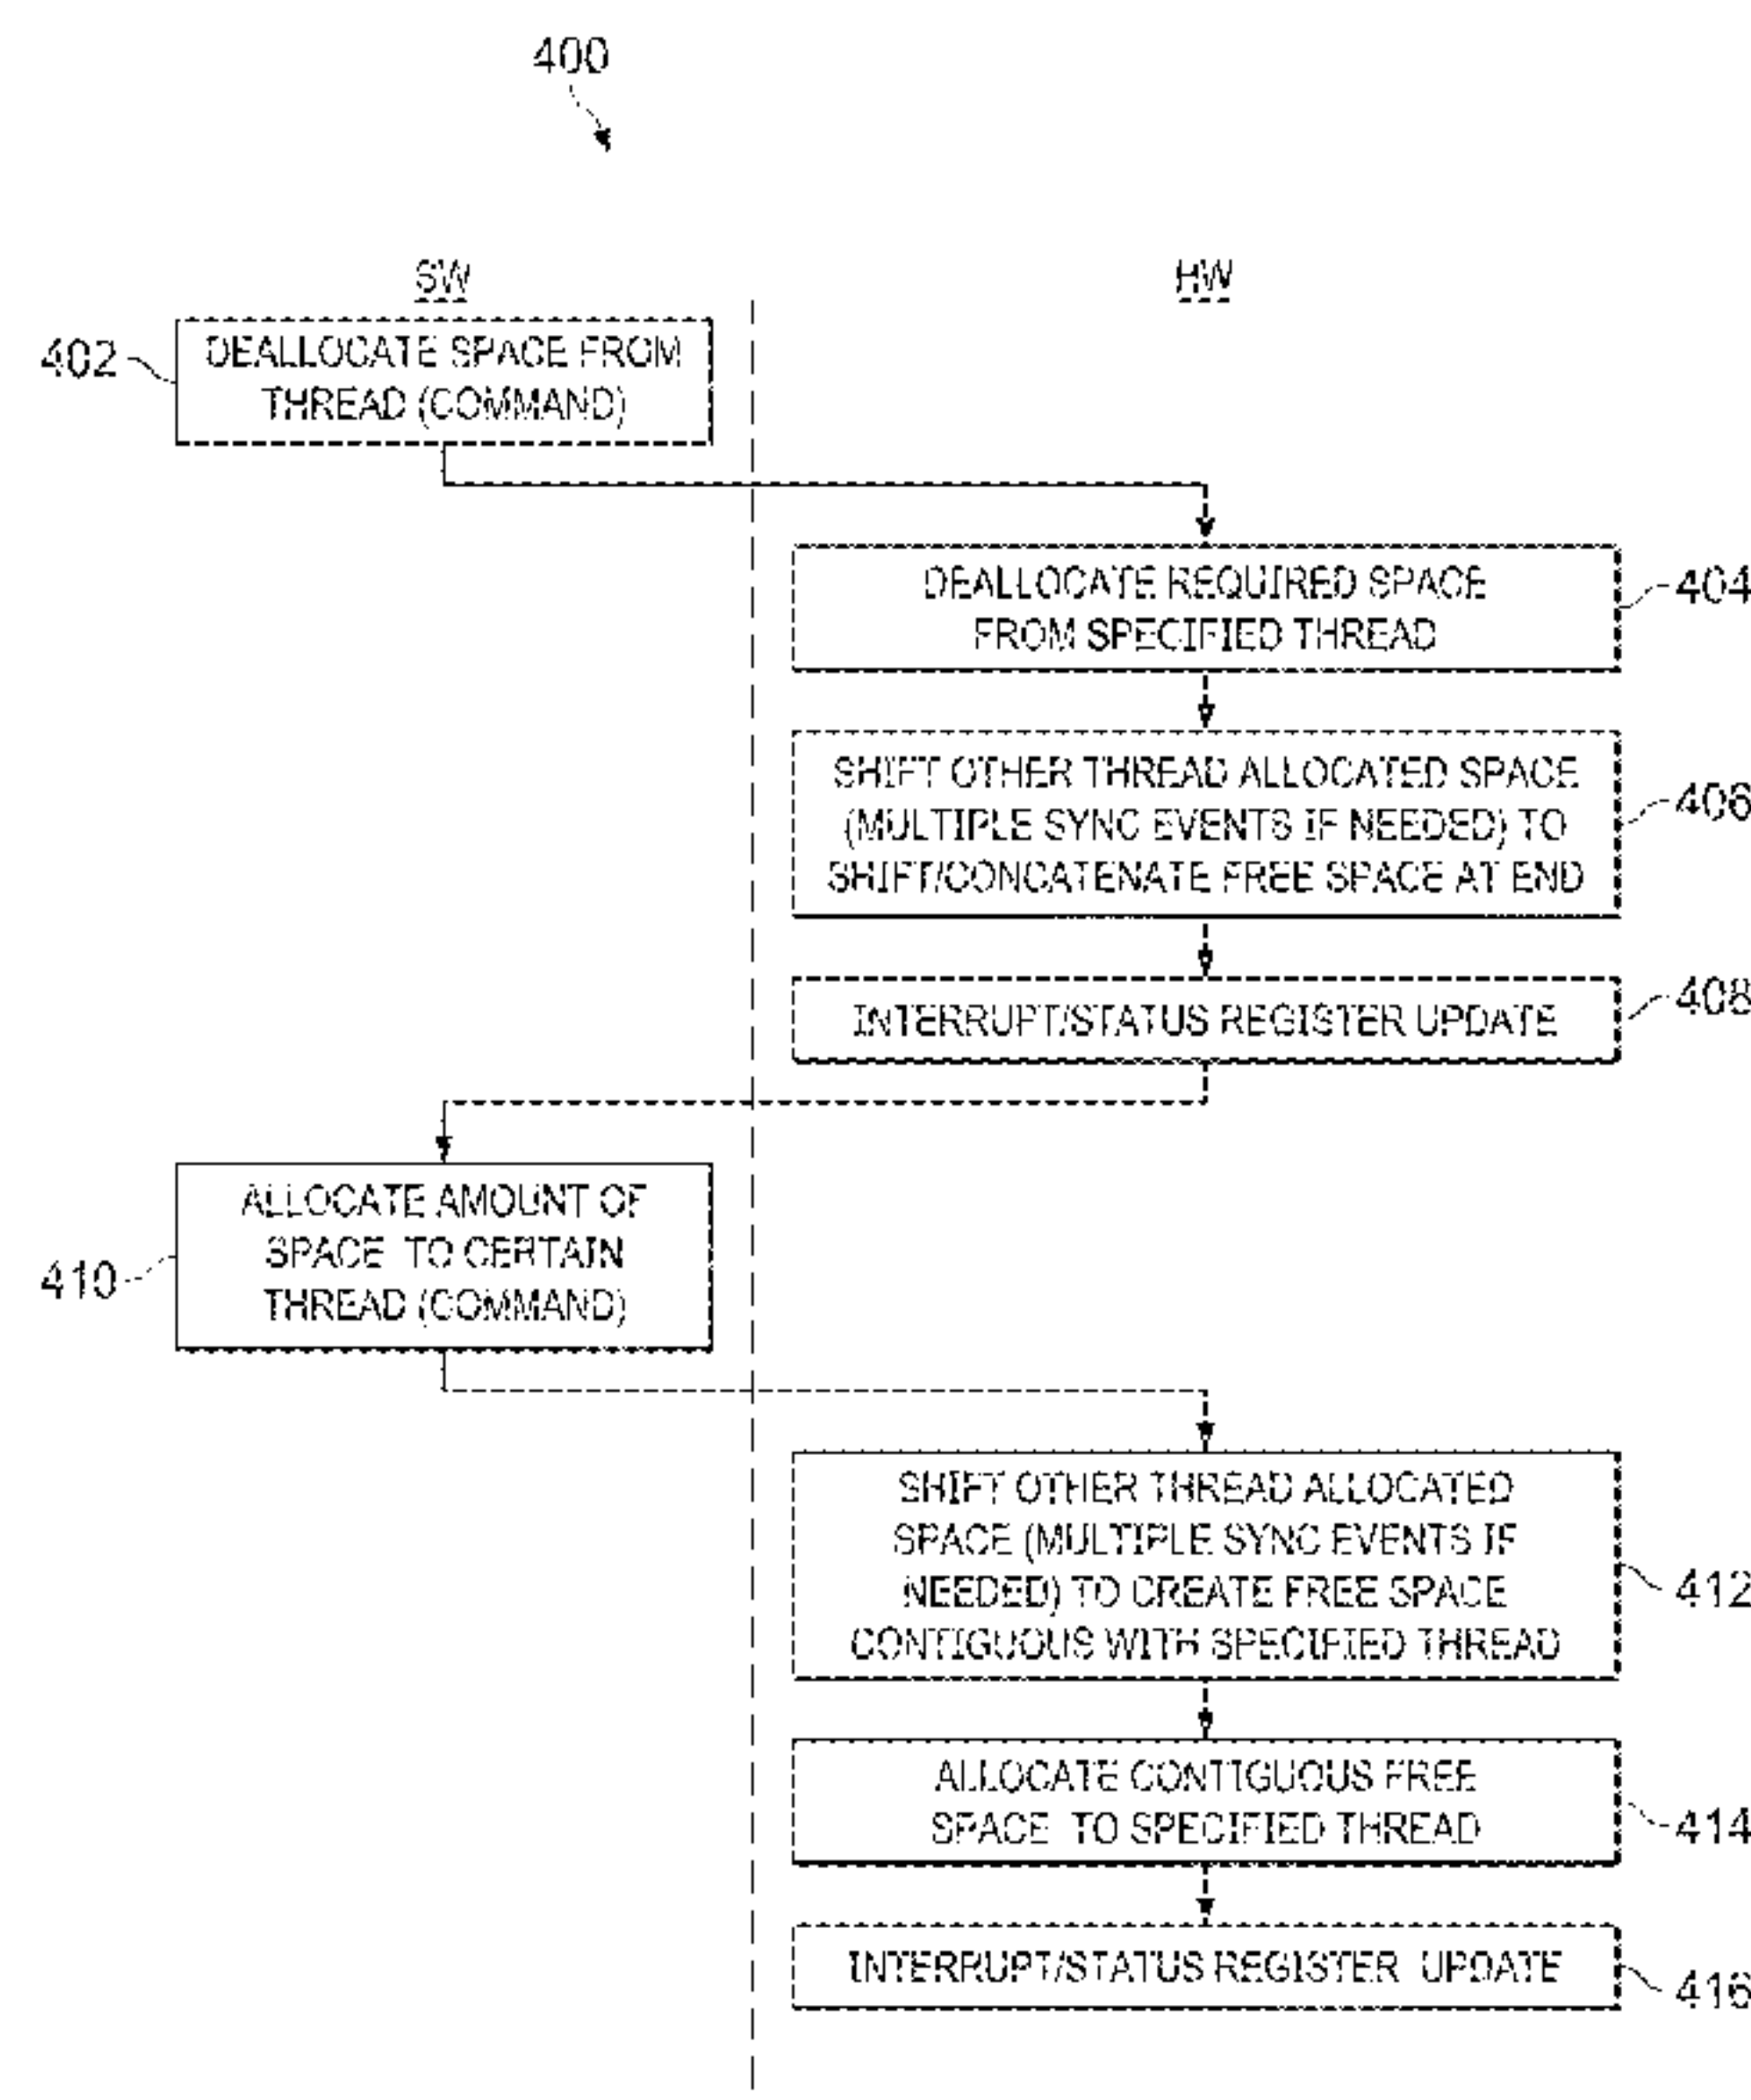 400
SW
HW
402
DEALLOCATE SPACE FROM
THREAD (COMMAND)
DEALLOCATE REQUIRED SPACE
FROM SPECIFIED THREAD
404
SHIFT OTHER THREAD ALLOCATED SPACE
(MULTIPLE SYNC EVENTS IF NEEDED) TO
SHIFT/CONCATENATE FREE SPACE AT END
406
INTERRUPT/STATUS REGISTER UPDATE
408
410
ALLOCATE AMOUNT OF
SPACE TO CERTAIN
THREAD (COMMAND)
SHIFT OTHER THREAD ALLOCATED
SPACE (MULTIPLE SYNC EVENTS IF
NEEDED) TO CREATE FREE SPACE
CONTIGUOUS WITH SPECIFIED THREAD
412
ALLOCATE CONTIGUOUS FREE
SPACE TO SPECIFIED THREAD
414
INTERRUPT/STATUS REGISTER UPDATE
416